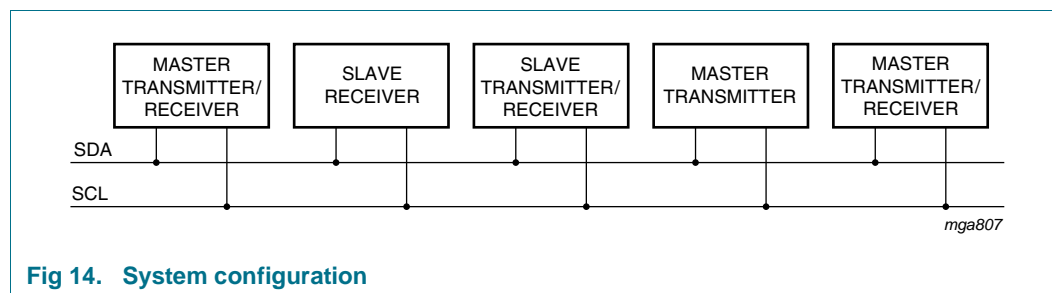 MASTER
TRANSMITTER/
RECEIVER
SLAVE
RECEIVER
SLAVE
TRANSMITTER/
RECEIVER
MASTER
TRANSMITTER
MASTER
TRANSMITTER/
RECEIVER
SDA
SCL
mga807
Fig 14. System configuration